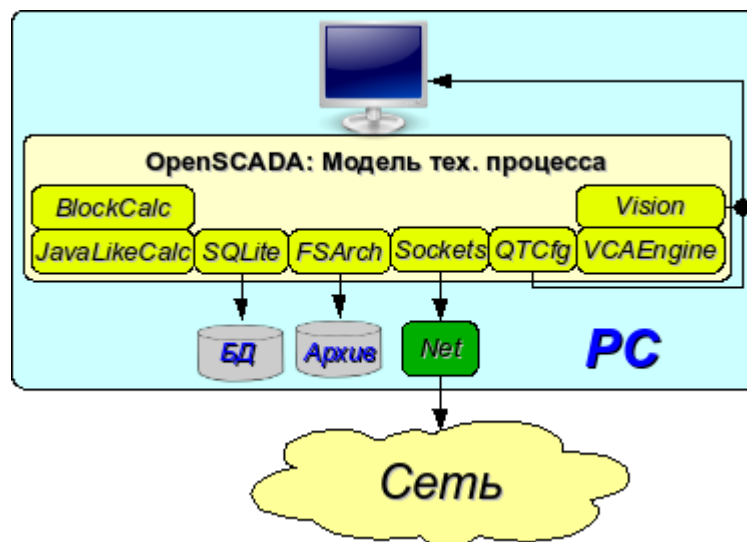 OpenSCADA: Модель тех. процесса
BlockCalc
Vision
JavaLikeCalc
SQLite
FSArch
Sockets
QTCfg
VCAEngine
БД
Архив
Net
PC
Сеть